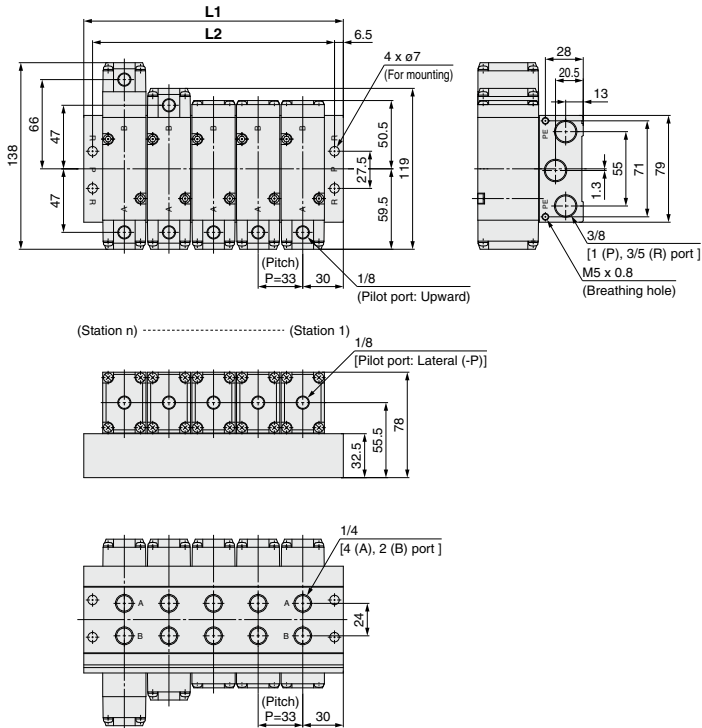 L1
L2
6.5
4 x ø7
(For mounting)
138
66
47
47
R
P
R
B
B
B
B
B
A
A
A
A
A
R
P
R
27.5
50.5
59.5
119
(Pitch)
P=33
30
1/8
(Pilot port: Upward)
28
20.5
13
PE
PE
1.3
55
71
79
3/8
[1 (P), 3/5 (R) port ]
M5 x 0.8
(Breathing hole)
(Station n)
(Station 1)
1/8
[Pilot port: Lateral (-P)]
32.5
55.5
78
1/4
[4 (A), 2 (B) port ]
A
A
B
B
24
(Pitch)
P=33
30